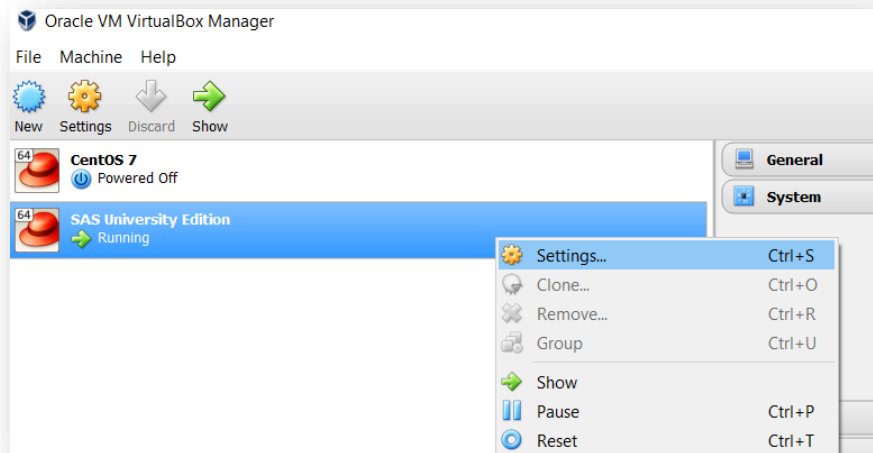 Oracle VM VirtualBox Manager
File Machine Help
New Settings Discard Show
64 CentOS 7
Powered Off
General
System
64 SAS University Edition
Running
Settings... Ctrl+S
Clone... Ctrl+O
Remove... Ctrl+R
Group Ctrl+U
Show
Pause Ctrl+P
Reset Ctrl+T